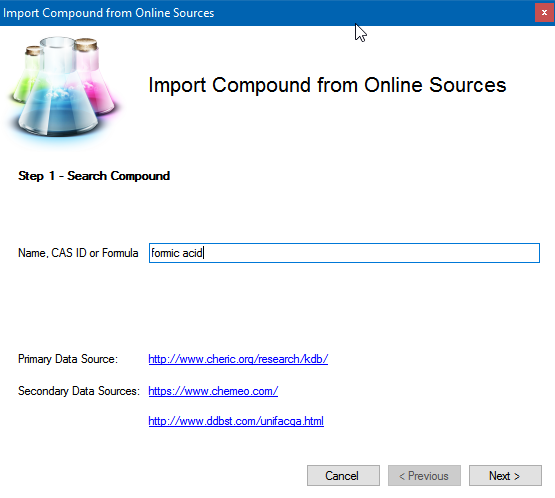 Import Compound from Online Sources
x
Import Compound from Online Sources
Step 1 - Search Compound
Name, CAS ID or Formula formic acid
Primary Data Source: http://www.cheric.org/research/kdb/
Secondary Data Sources: https://www.chemeo.com/
http://www.ddbst.com/unifacga.html
Cancel < Previous Next >